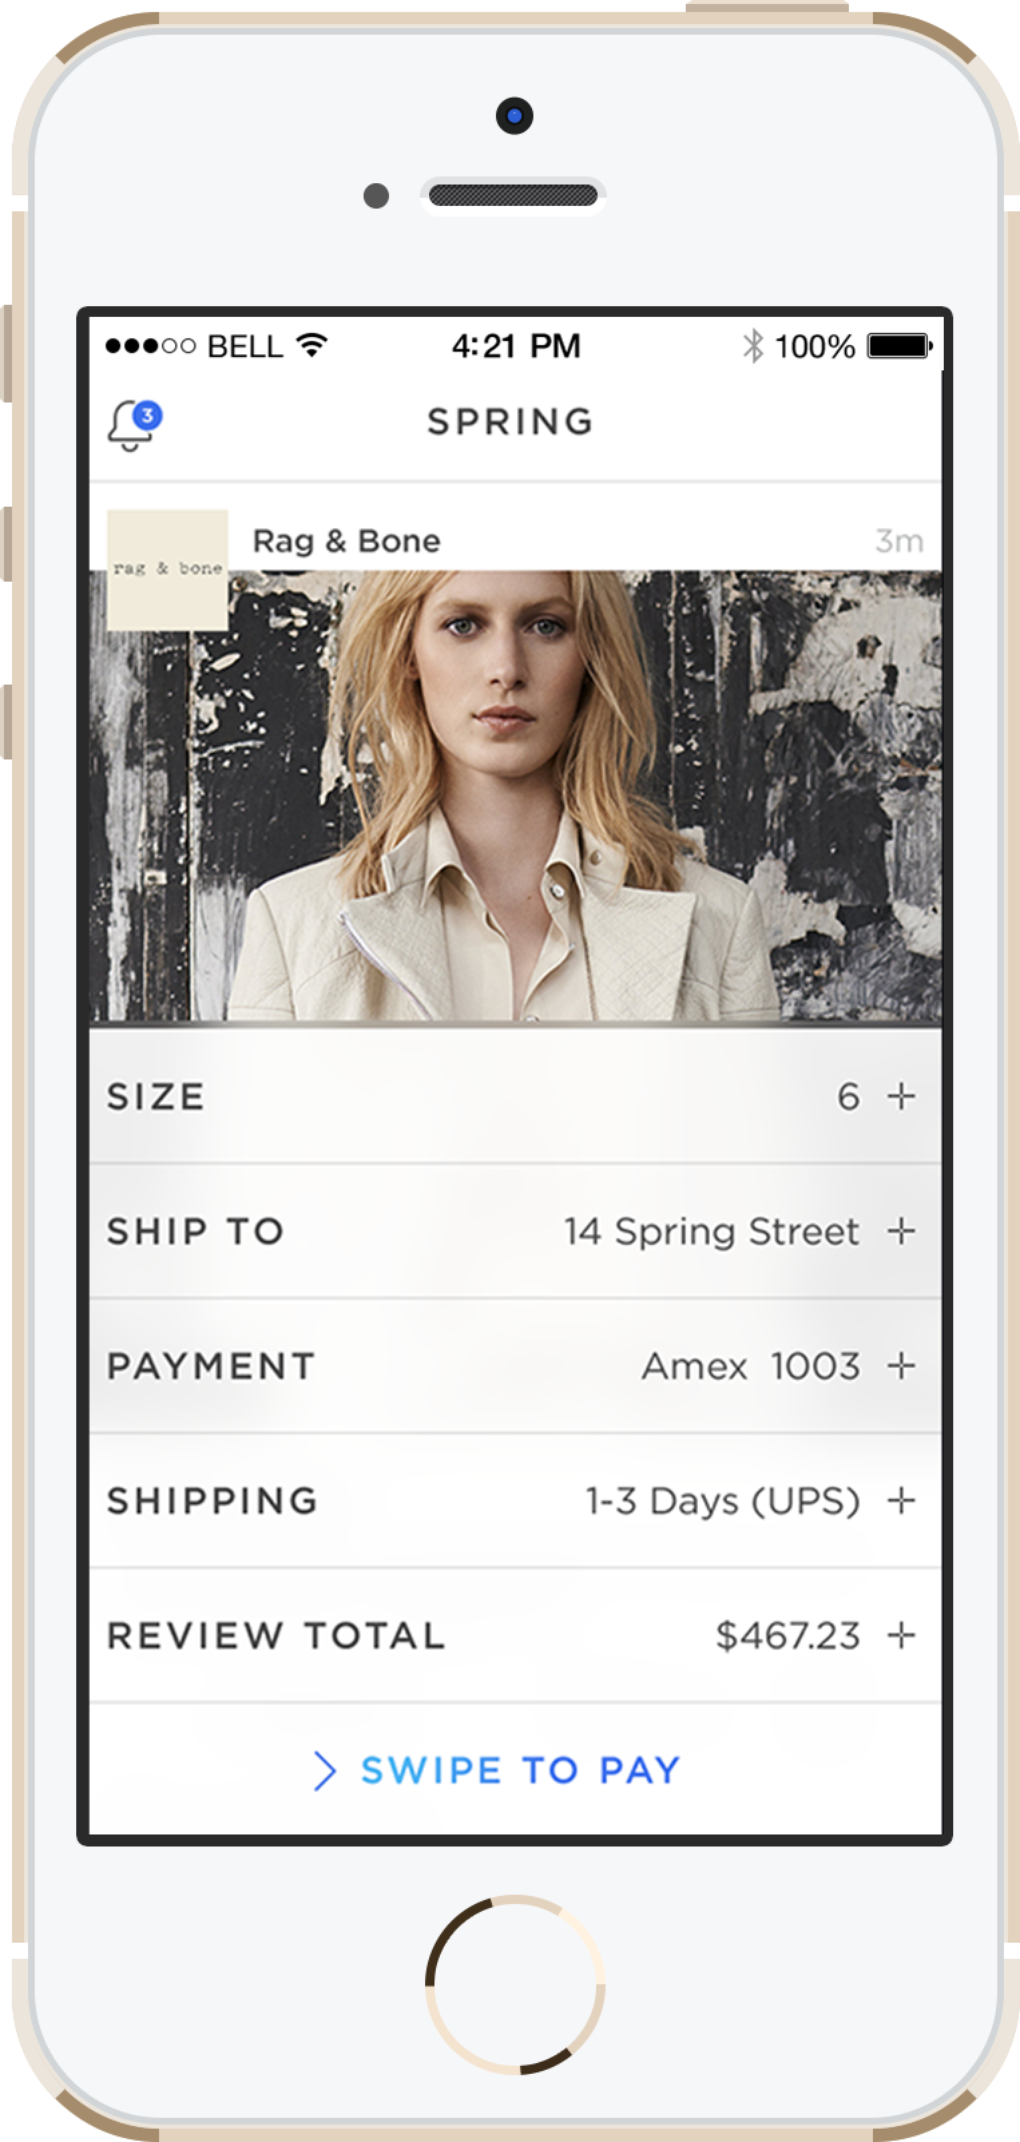 BELL 4:21 PM 100%
3 SPRING
Rag & Bone 3m
rag & bone
SIZE 6 +
SHIP TO 14 Spring Street +
PAYMENT Amex 1003 +
SHIPPING 1-3 Days (UPS) +
REVIEW TOTAL $467.23 +
SWIPE TO PAY